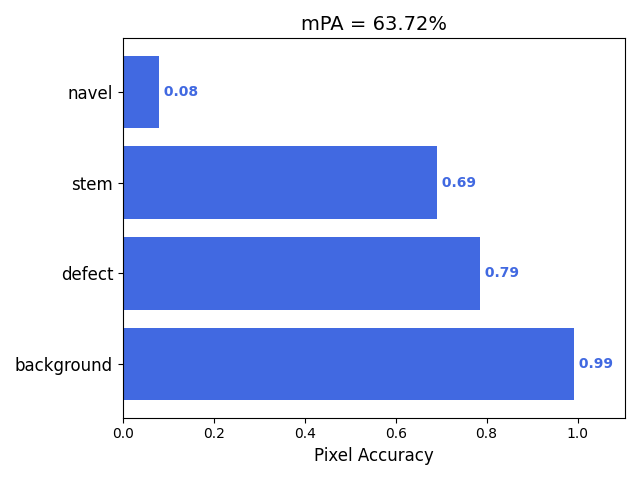 mPA = 63.72%
navel
0.08
stem
0.69
defect
0.79
background
0.99
0.0 0.2 0.4 0.6 0.8 1.0
Pixel Accuracy